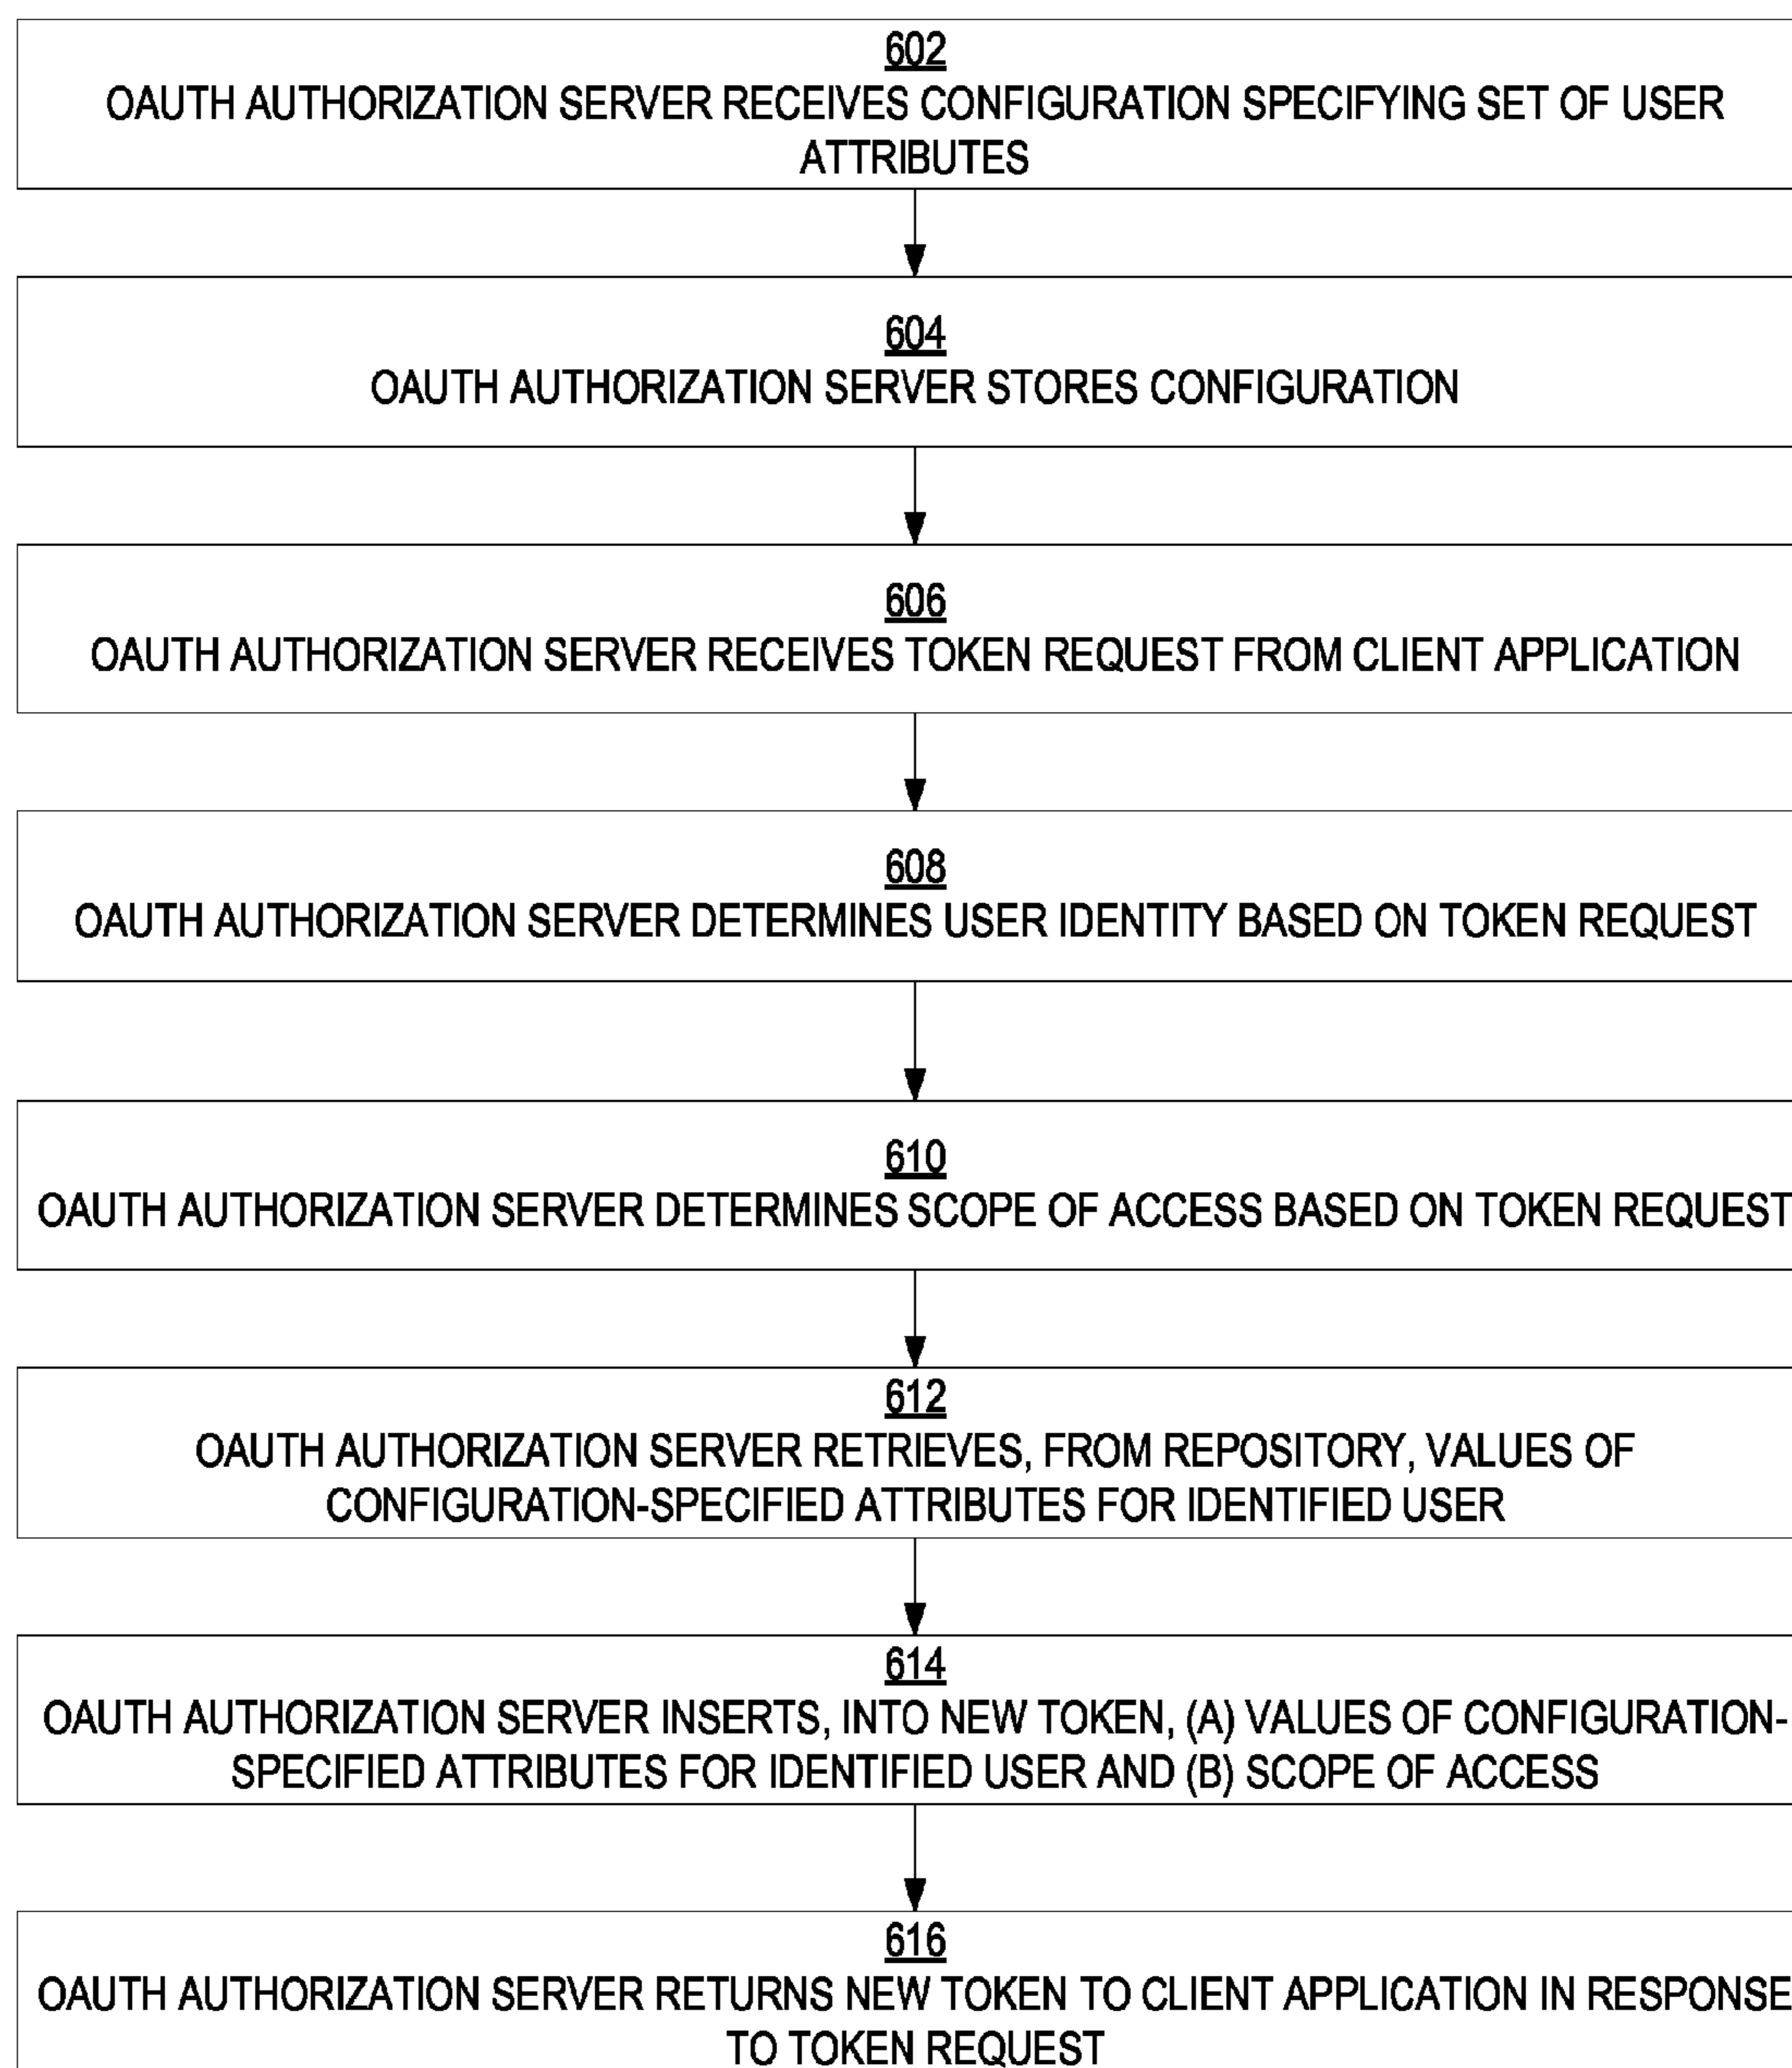 602
OAUTH AUTHORIZATION SERVER RECEIVES CONFIGURATION SPECIFYING SET OF USER
ATTRIBUTES
604
OAUTH AUTHORIZATION SERVER STORES CONFIGURATION
606
OAUTH AUTHORIZATION SERVER RECEIVES TOKEN REQUEST FROM CLIENT APPLICATION
608
OAUTH AUTHORIZATION SERVER DETERMINES USER IDENTITY BASED ON TOKEN REQUEST
610
OAUTH AUTHORIZATION SERVER DETERMINES SCOPE OF ACCESS BASED ON TOKEN REQUEST
612
OAUTH AUTHORIZATION SERVER RETRIEVES, FROM REPOSITORY, VALUES OF
CONFIGURATION-SPECIFIED ATTRIBUTES FOR IDENTIFIED USER
614
OAUTH AUTHORIZATION SERVER INSERTS, INTO NEW TOKEN, (A) VALUES OF CONFIGURATION-
SPECIFIED ATTRIBUTES FOR IDENTIFIED USER AND (B) SCOPE OF ACCESS
616
OAUTH AUTHORIZATION SERVER RETURNS NEW TOKEN TO CLIENT APPLICATION IN RESPONSE
TO TOKEN REQUEST